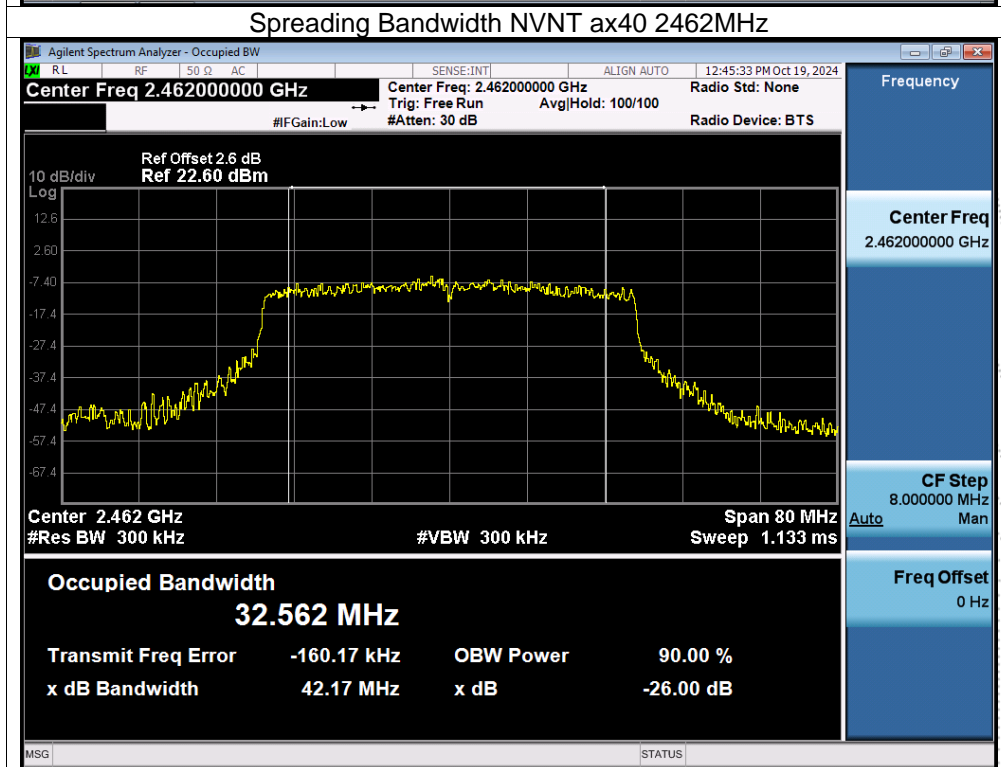 Spreading Bandwidth NVNT ax40 2462MHz
Agilent Spectrum Analyzer - Occupied BW
LXI RL RF 50 Ω AC SENSE:INT ALIGN AUTO 12:45:33 PM Oct 19, 2024
Center Freq 2.462000000 GHz
Center Freq: 2.462000000 GHz Radio Std: None
Trig: Free Run Avg|Hold: 100/100
#IFGain:Low #Atten: 30 dB Radio Device: BTS
Frequency
Ref Offset 2.6 dB
10 dB/div Ref 22.60 dBm
Log
12.6
2.60
-7.40
-17.4
-27.4
-37.4
-47.4
-57.4
-67.4
Center 2.462 GHz Span 80 MHz
#Res BW 300 kHz #VBW 300 kHz Sweep 1.133 ms
Occupied Bandwidth
32.562 MHz
Transmit Freq Error -160.17 kHz OBW Power 90.00 %
x dB Bandwidth 42.17 MHz x dB -26.00 dB
Center Freq
2.462000000 GHz
CF Step
8.000000 MHz
Auto Man
Freq Offset
0 Hz
MSG STATUS